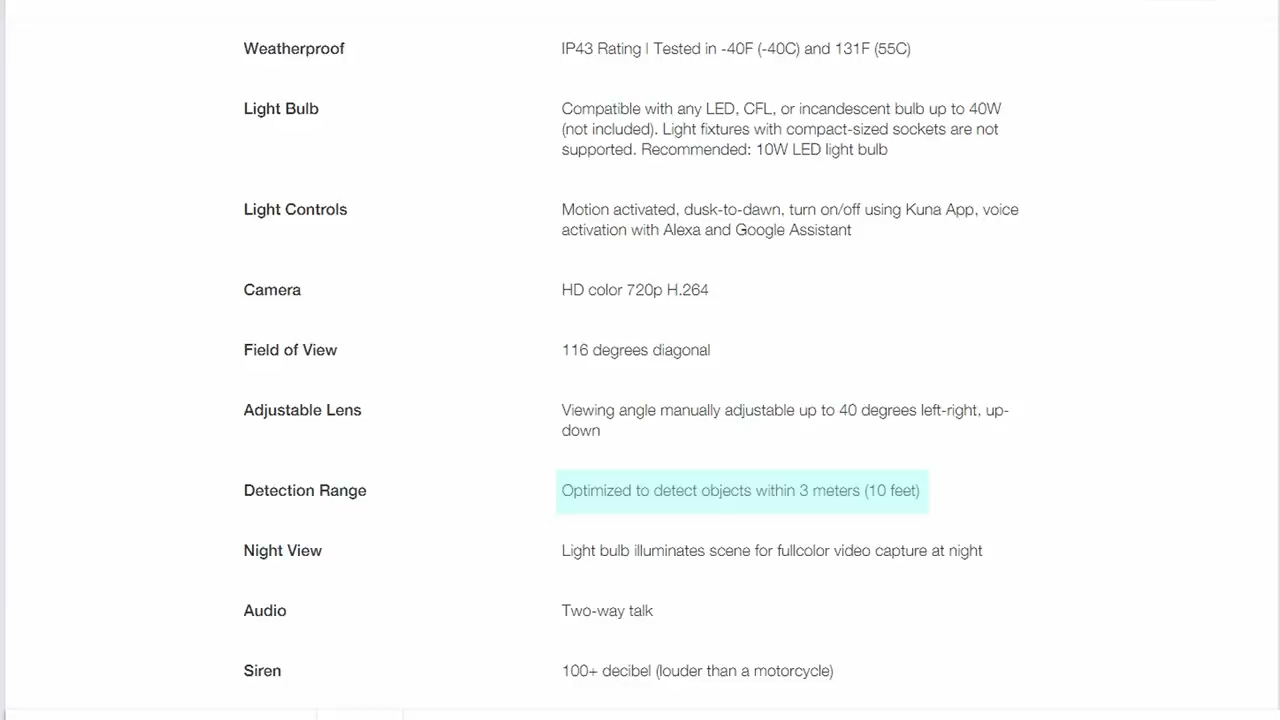 Weatherproof
IP43 Rating | Tested in -40F (-40C) and 131F (55C)
Light Bulb
Compatible with any LED, CFL, or incandescent bulb up to 40W
(not included). Light fixtures with compact-sized sockets are not
supported. Recommended: 10W LED light bulb
Light Controls
Motion activated, dusk-to-dawn, turn on/off using Kuna App, voice
activation with Alexa and Google Assistant
Camera
HD color 720p H.264
Field of View
116 degrees diagonal
Adjustable Lens
Viewing angle manually adjustable up to 40 degrees left-right, up-
down
Detection Range
Optimized to detect objects within 3 meters (10 feet)
Night View
Light bulb illuminates scene for fullcolor video capture at night
Audio
Two-way talk
Siren
100+ decibel (louder than a motorcycle)